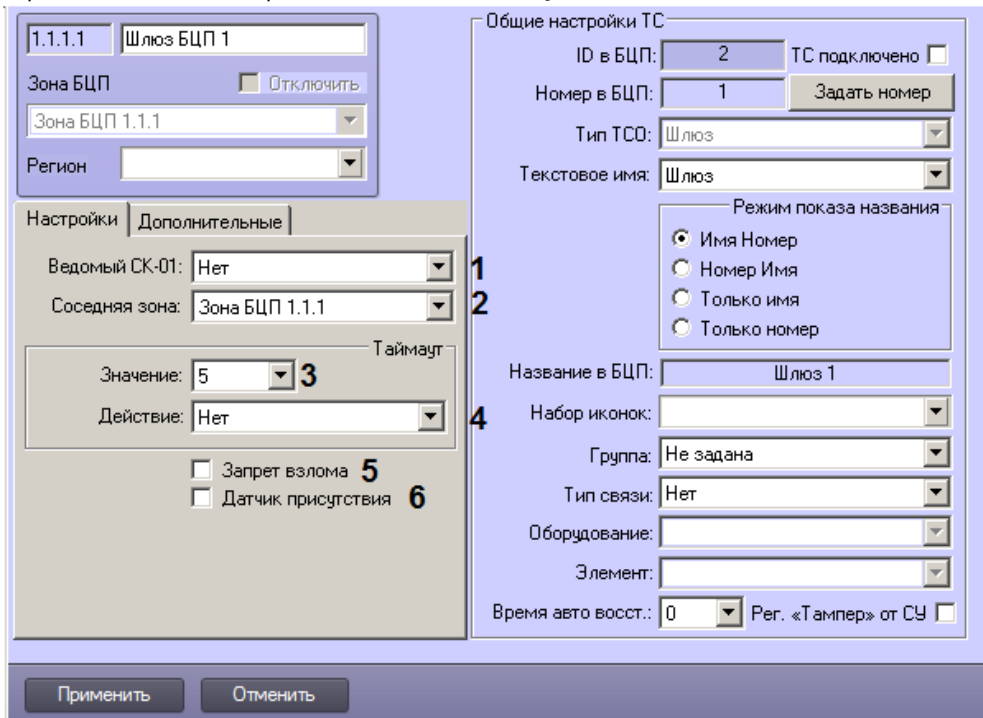 1.1.1.1 Шлюз БЦП 1
Зона БЦП Отключить
Зона БЦП 1.1.1
Регион
Настройки Дополнительные
Ведомый СК-01: Нет 1
Соседняя зона: Зона БЦП 1.1.1 2
Таймаут
Значение: 5 3
Действие: Нет 4
Запрет взлома 5
Датчик присутствия 6
Общие настройки ТС
ID в БЦП: 2 ТС подключено
Номер в БЦП: 1 Задать номер
Тип ТСО: Шлюз
Текстовое имя: Шлюз
Режим показа названия
Имя Номер
Номер Имя
Только имя
Только номер
Название в БЦП: Шлюз 1
Набор иконок:
Группа: Не задана
Тип связи: Нет
Оборудование:
Элемент:
Время авто восст.: 0 Рег. «Тампер» от СУ
Применить Отменить